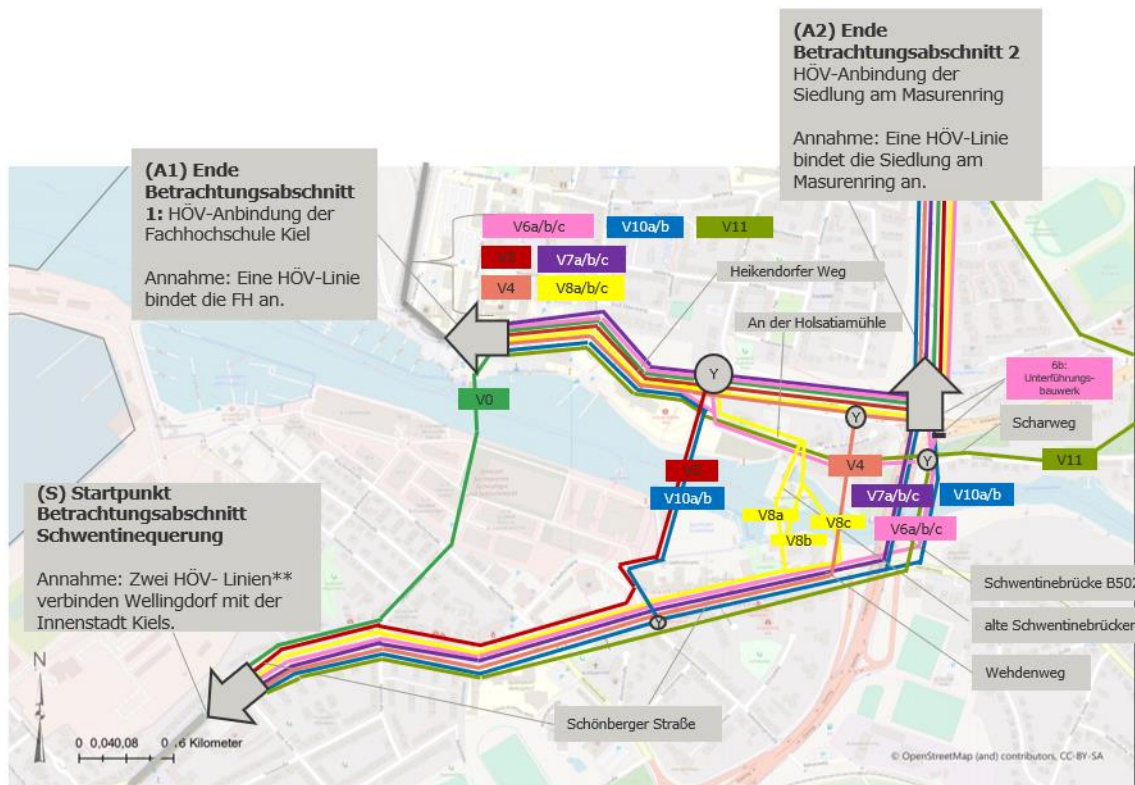 (A2) Ende
Betrachtungsabschnitt 2
HÖV-Anbindung der
Siedlung am Masurenring
Annahme: Eine HÖV-Linie
bindet die Siedlung am
Masurenring an.
(A1) Ende
Betrachtungsabschnitt
1: HÖV-Anbindung der
Fachhochschule Kiel
Annahme: Eine HÖV-Linie
bindet die FH an.
V6a/b/c
V10a/b
V11
V7a/b/c
V4
V8a/b/c
Heikendorfer Weg
An der Holsatiamühle
Y
6b:
Unterführungs-
bauwerk
V0
Y
Scharweg
Y
V4
V11
V10a/b
V7a/b/c
V10a/b
V8a
V8c
V6a/b/c
V8b
(S) Startpunkt
Betrachtungsabschnitt
Schwentinequerung
Annahme: Zwei HÖV- Linien**
verbinden Wellingdorf mit der
Innenstadt Kiels.
Schwentinebrücke B502
alte Schwentinebrücken
Y
Wehdenweg
Schönberger Straße
N
0 0,040,08 0 6 Kilometer
© OpenStreetMap (and) contributors, CC-BY-SA